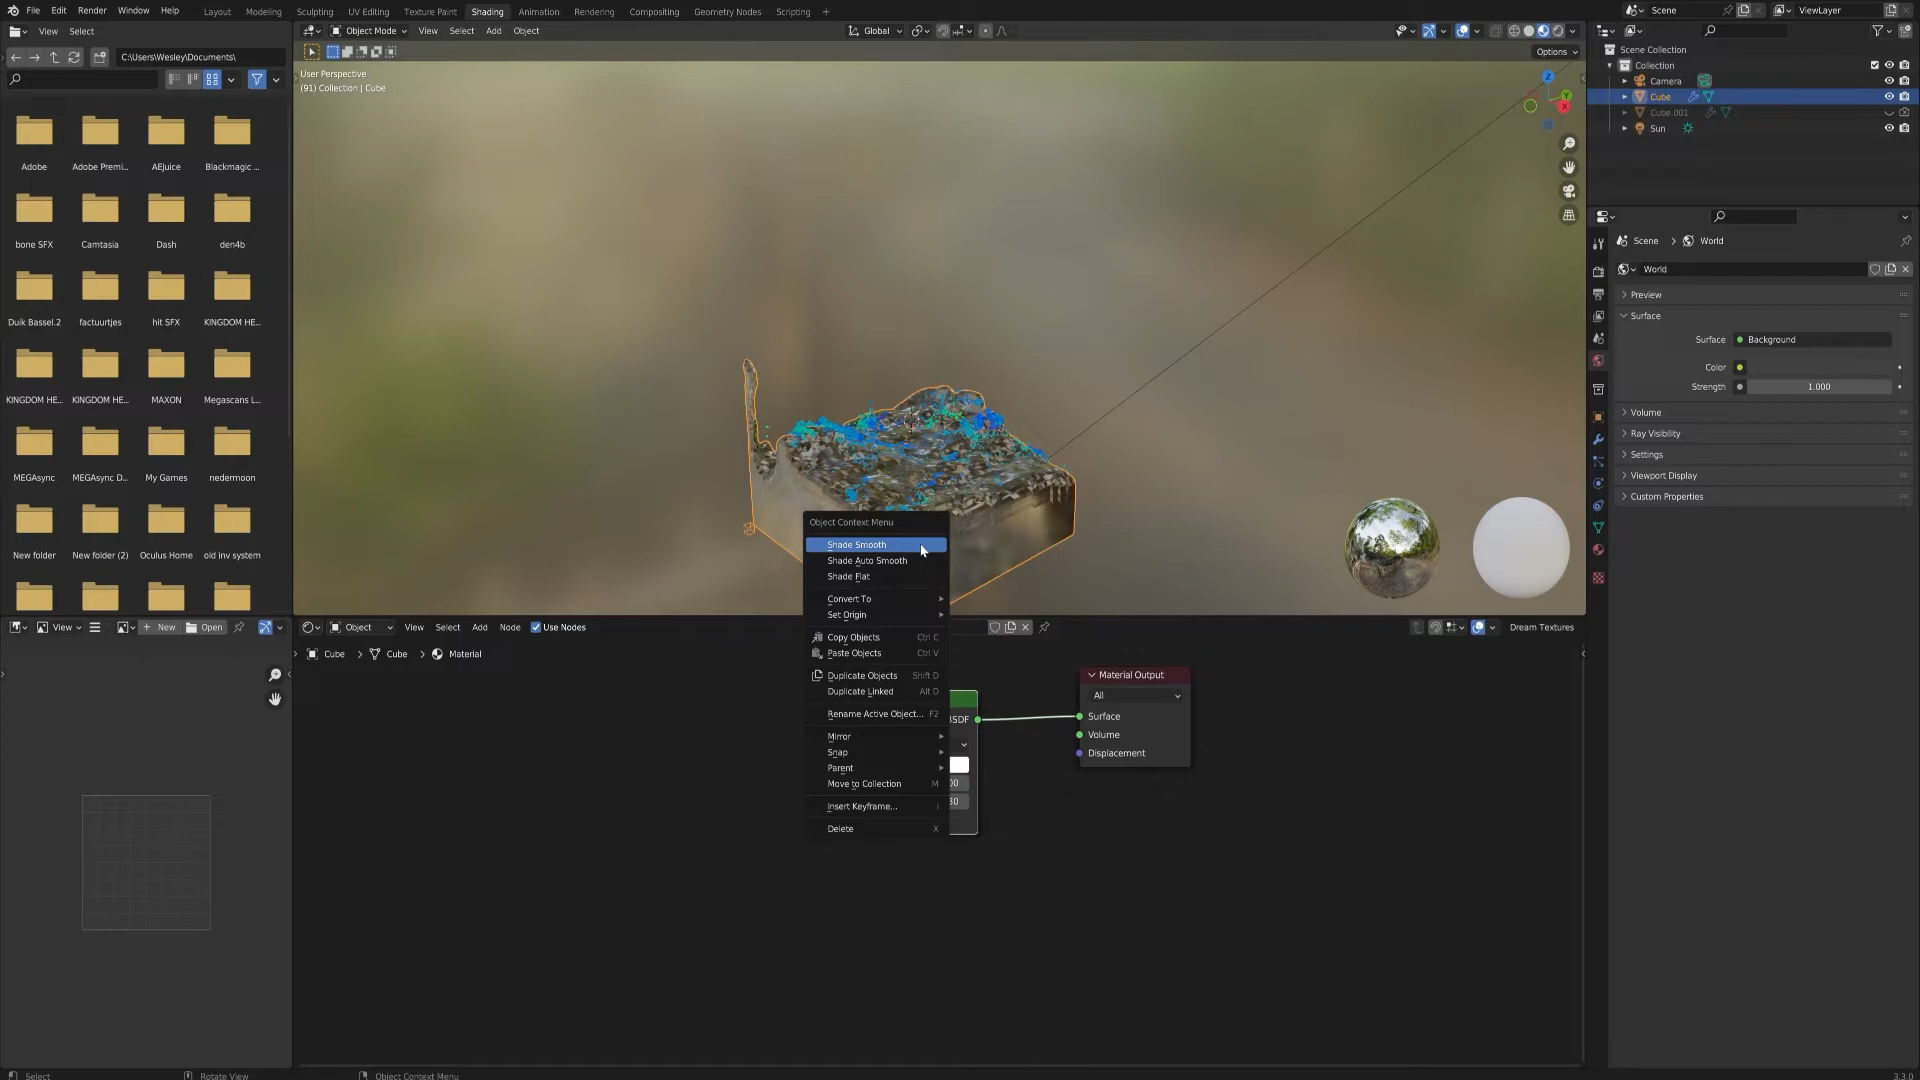 File Edit Render Window Help Layout Modeling Sculpting UV Editing Texture Paint Shading Animation Rendering Compositing Geometry Nodes Scripting + Scene ViewLayer
View Select
Object Mode View Select Add Object Global
C:\Users\Wesley\Documents\
Options
User Perspective
(91) Collection | Cube
Z
Y
X
Adobe Adobe Premi... AEJuice Blackmagic ...
bone SFX Camtasia Dash den4b
Duik Bassel.2 factuurtjes hit SFX KINGDOM HE...
KINGDOM HE... KINGDOM HE... MAXON Megascans L...
MEGAsync MEGAsync D... My Games nedermoon
New folder New folder (2) Oculus Home old inv system
Scene Collection
Collection
Camera
Cube
Cube.001
Sun
Scene > World
World
Preview
Surface
Surface Background
Color
Strength 1.000
Volume
Ray Visibility
Settings
Viewport Display
Custom Properties
Object Context Menu
Shade Smooth
Shade Auto Smooth
Shade Flat
Convert To
Set Origin
Copy Objects Ctrl C
Paste Objects Ctrl V
Duplicate Objects Shift D
Duplicate Linked Alt D
Rename Active Object... F2
Mirror
Snap
Parent
Move to Collection M
Insert Keyframe... I
Delete X
View + New Open
Object View Select Add Node Use Nodes Dream Textures
Cube > Cube > Material
BSDF
00
30
Material Output
All
Surface
Volume
Displacement
Select Rotate View Object Context Menu 3.3.0